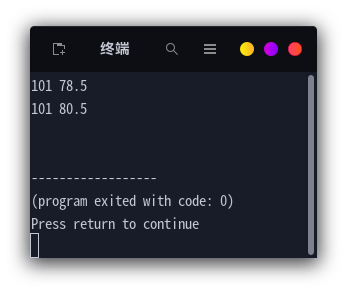 终端
101 78.5
101 80.5
------------------
(program exited with code: 0)
Press return to continue